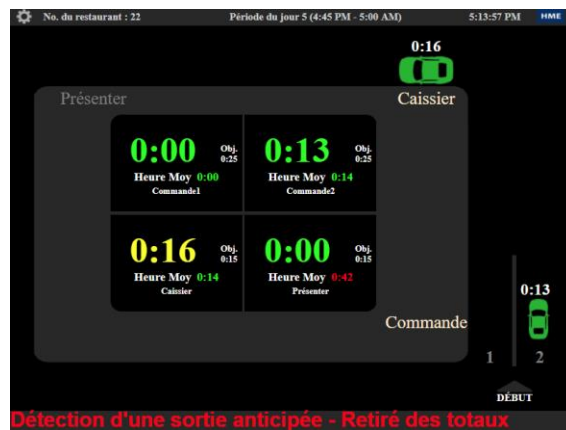 No. du restaurant : 22 Période du jour 5 (4:45 PM - 5:00 AM) 5:13:57 PM HME
0:16
Présenter Caissier
0:00 Obj. 0:25
Heure Moy 0:00
Commande1
0:13 Obj. 0:25
Heure Moy 0:14
Commande2
0:16 Obj. 0:15
Heure Moy 0:14
Caissier
0:00 Obj. 0:15
Heure Moy 0:42
Présenter
0:13
Commande
1 2
DÉBUT
Détection d'une sortie anticipée - Retiré des totaux